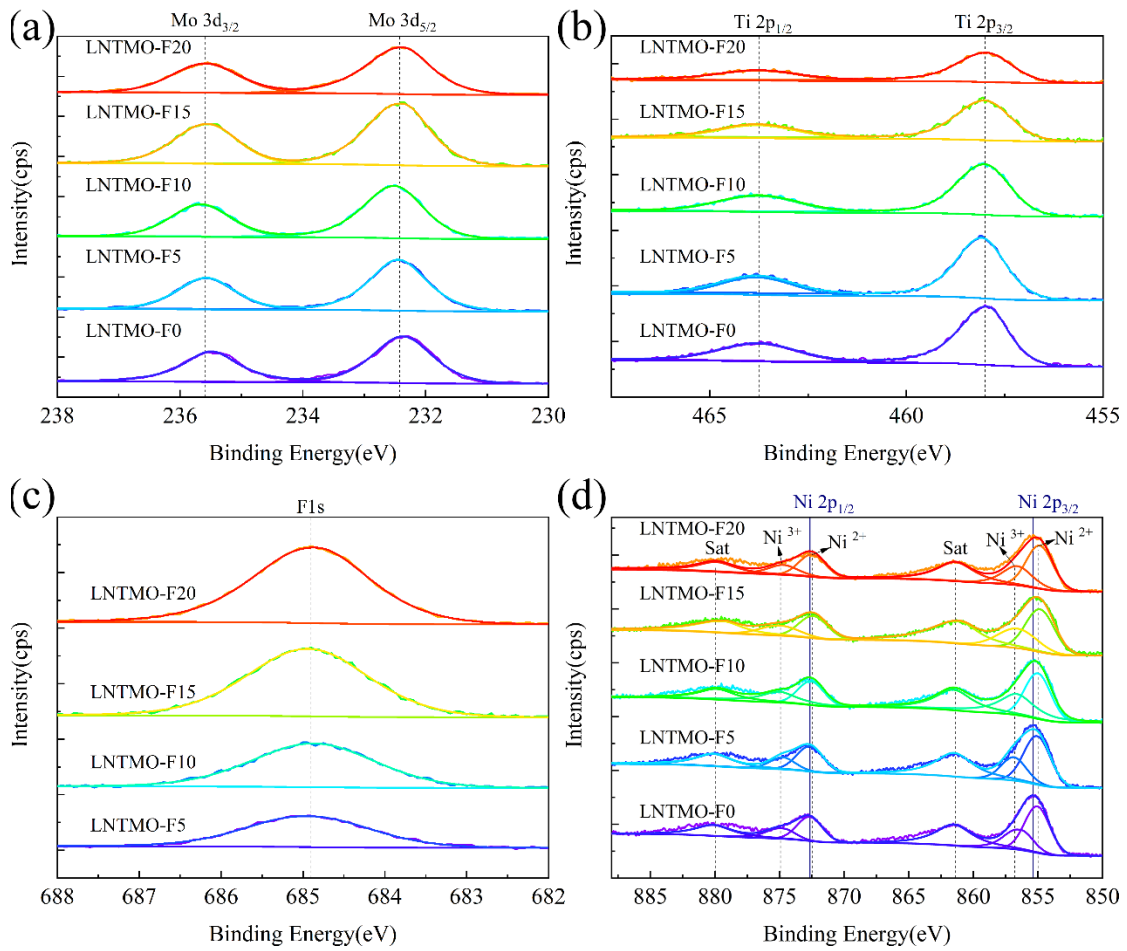 (a)
Mo 3d3/2 Mo 3d5/2
LNTMO-F20
LNTMO-F15
LNTMO-F10
LNTMO-F5
LNTMO-F0
Intensity(cps)
238 236 234 232 230
Binding Energy(eV)
(b)
Ti 2p1/2 Ti 2p3/2
LNTMO-F20
LNTMO-F15
LNTMO-F10
LNTMO-F5
LNTMO-F0
Intensity(cps)
465 460 455
Binding Energy(eV)
(c)
F1s
LNTMO-F20
LNTMO-F15
LNTMO-F10
LNTMO-F5
Intensity(cps)
688 687 686 685 684 683 682
Binding Energy(eV)
(d)
Ni 2p1/2 Ni 2p3/2
LNTMO-F20
Sat Ni 3+ Ni 2+ Sat Ni 3+ Ni 2+
LNTMO-F15
LNTMO-F10
LNTMO-F5
LNTMO-F0
Intensity(cps)
885 880 875 870 865 860 855 850
Binding Energy(eV)